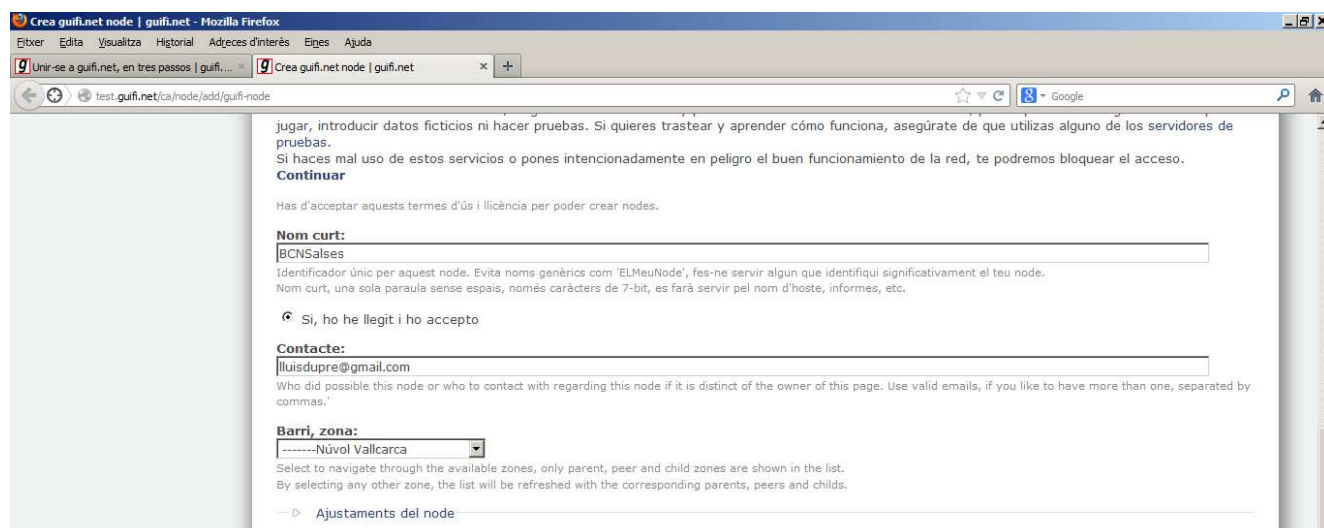 Crea guifi.net node | guifi.net - Mozilla Firefox
Fitxer Edita Visualitza Historial Adreces d'interès Eines Ajuda
Unir-se a guifi.net, en tres passos | guifi.... Crea guifi.net node | guifi.net
test.guifi.net/ca/node/add/guifi-node Google
jugar, introducir datos ficticios ni hacer pruebas. Si quieres trastear y aprender cómo funciona, asegúrate de que utilizas alguno de los servidores de
pruebas.
Si haces mal uso de estos servicios o pones intencionadamente en peligro el buen funcionamiento de la red, te podremos bloquear el acceso.
Continuar
Has d'acceptar aquests termes d'ús i llicència per poder crear nodes.
Nom curt:
BCNSalses
Identificador únic per aquest node. Evita noms genèrics com 'ELMeuNode', fes-ne servir algun que identifiqui significativament el teu node.
Nom curt, una sola paraula sense espais, només caràcters de 7-bit, es farà servir pel nom d'hoste, informes, etc.
Si, ho he llegit i ho accepto
Contacte:
lluisdupre@gmail.com
Who did possible this node or who to contact with regarding this node if it is distinct of the owner of this page. Use valid emails, if you like to have more than one, separated by
commas.'
Barri, zona:
-------Núvol Vallcarca
Select to navigate through the available zones, only parent, peer and child zones are shown in the list.
By selecting any other zone, the list will be refreshed with the corresponding parents, peers and childs.
Ajustaments del node